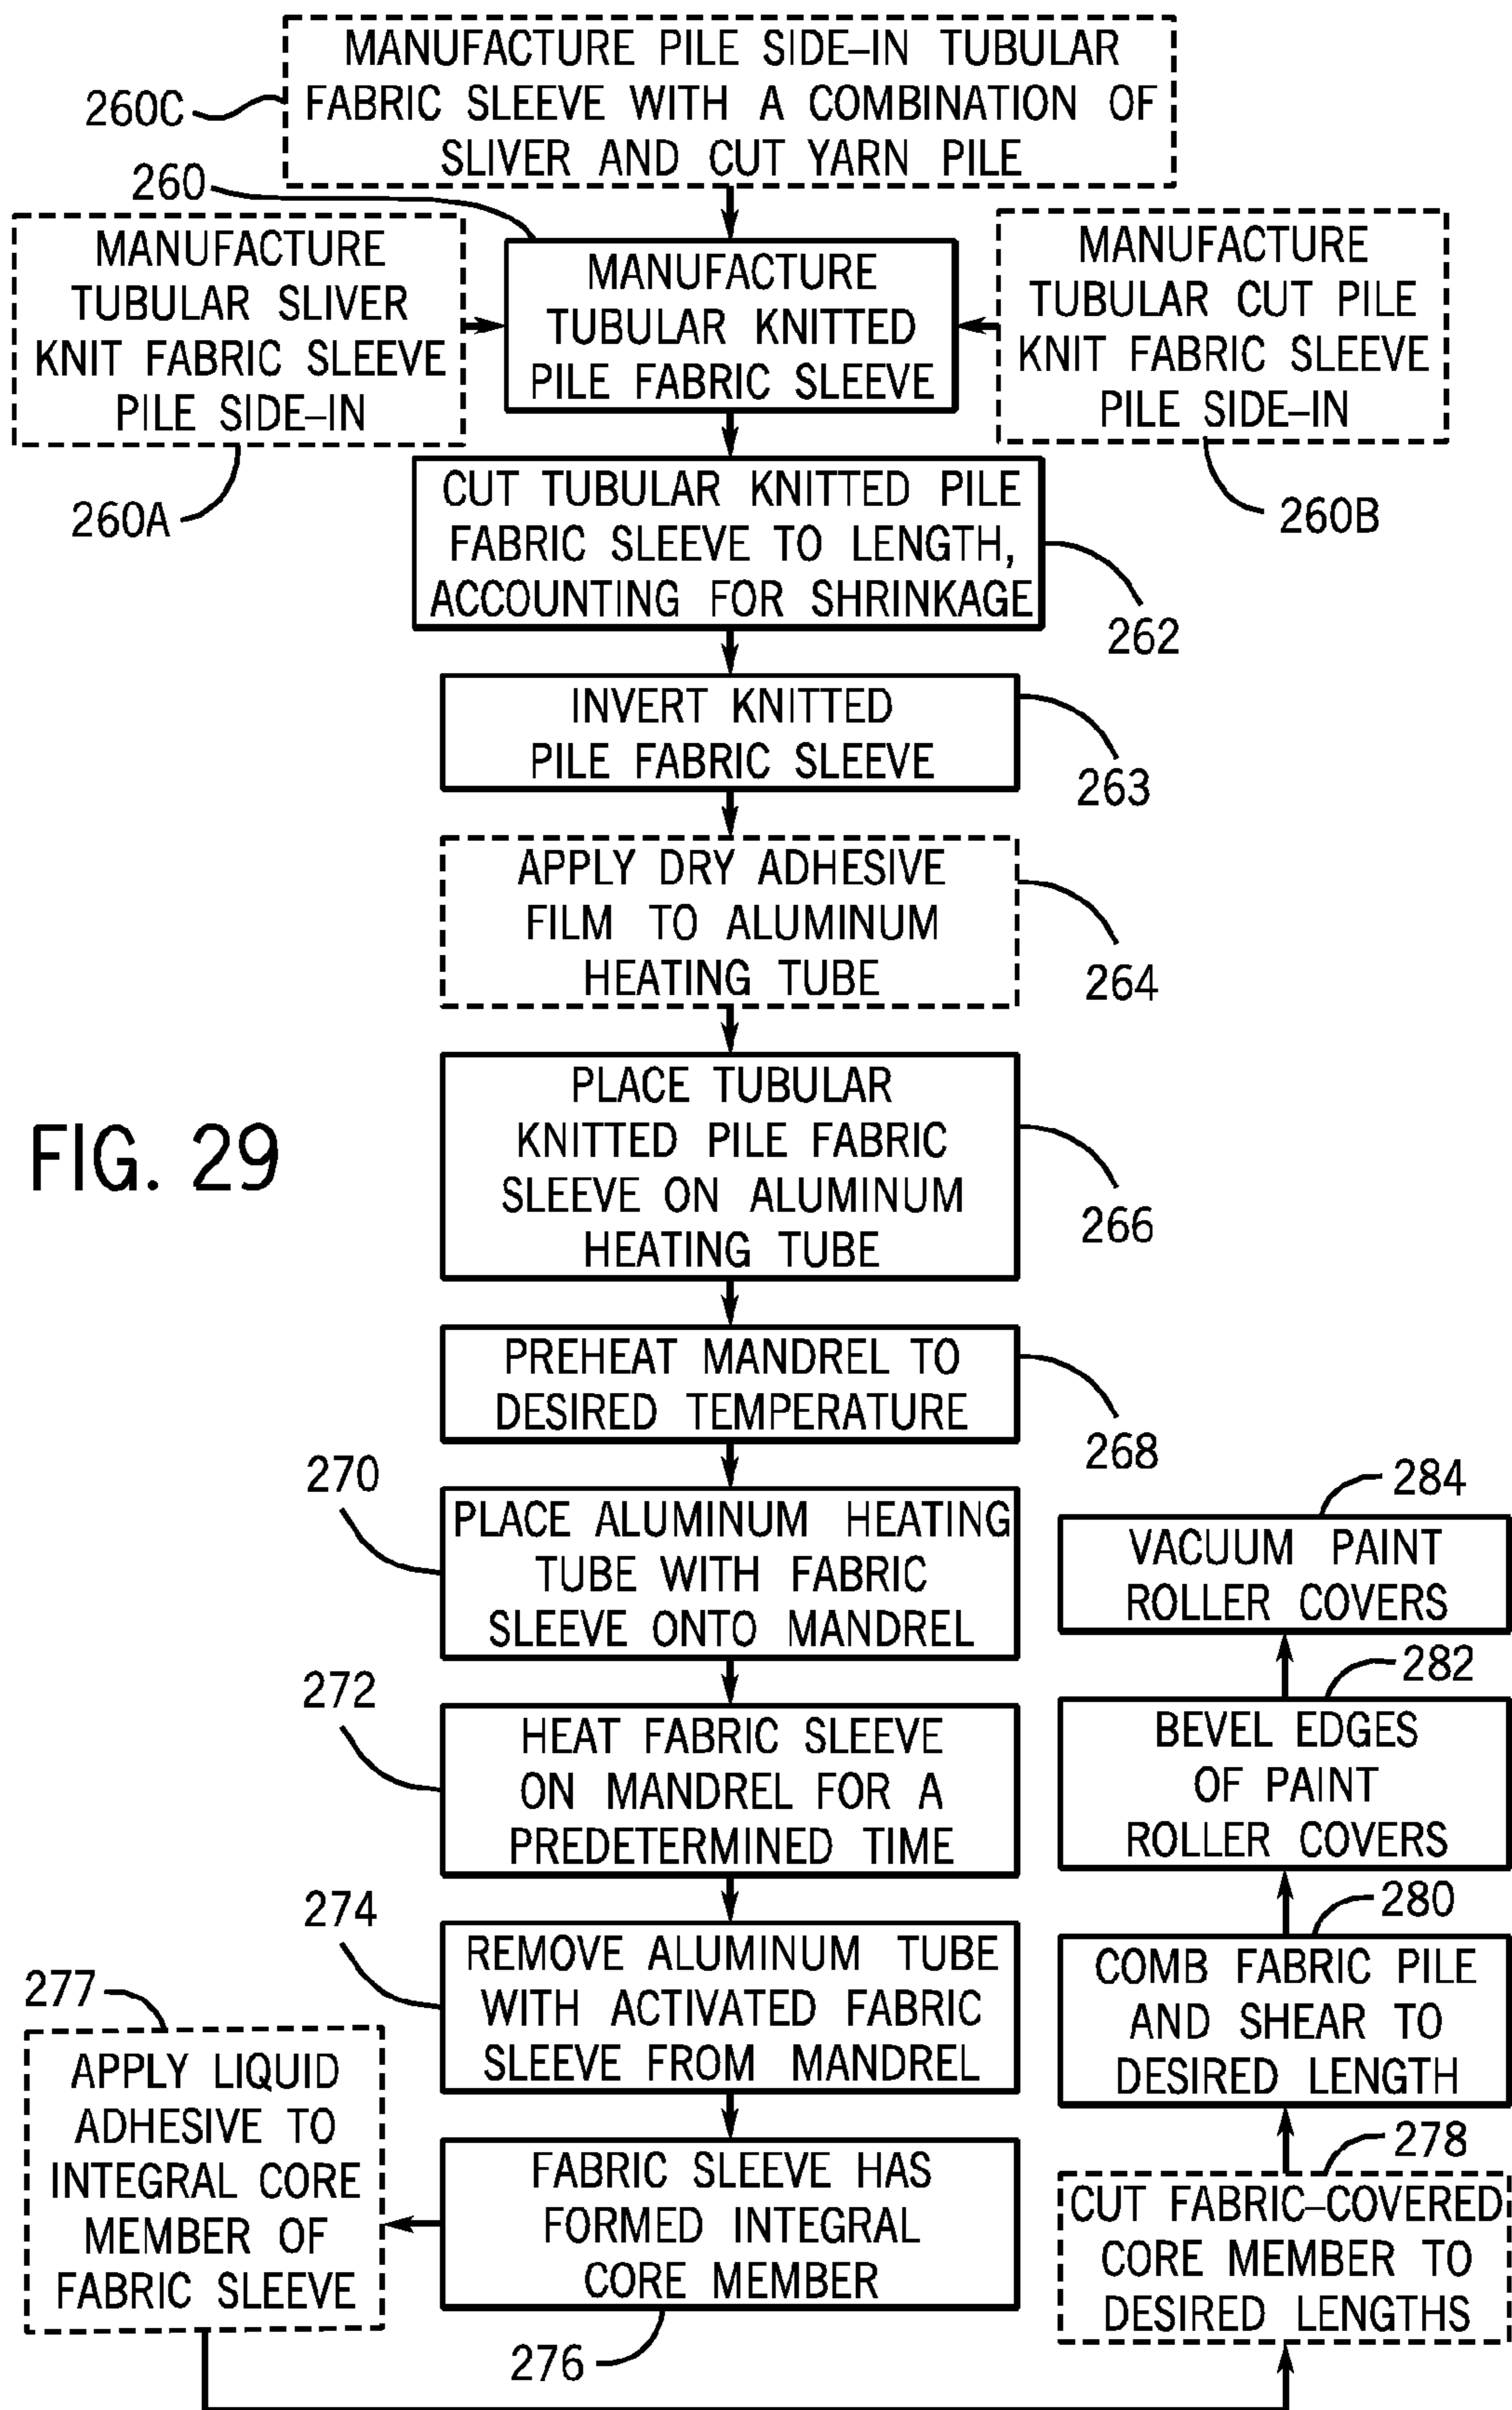 MANUFACTURE PILE SIDE–IN TUBULAR
FABRIC SLEEVE WITH A COMBINATION OF
SLIVER AND CUT YARN PILE
260C
260
MANUFACTURE
TUBULAR SLIVER
KNIT FABRIC SLEEVE
PILE SIDE–IN
260A
MANUFACTURE
TUBULAR KNITTED
PILE FABRIC SLEEVE
MANUFACTURE
TUBULAR CUT PILE
KNIT FABRIC SLEEVE
PILE SIDE–IN
260B
CUT TUBULAR KNITTED PILE
FABRIC SLEEVE TO LENGTH,
ACCOUNTING FOR SHRINKAGE
262
INVERT KNITTED
PILE FABRIC SLEEVE
263
APPLY DRY ADHESIVE
FILM TO ALUMINUM
HEATING TUBE
264
PLACE TUBULAR
KNITTED PILE FABRIC
SLEEVE ON ALUMINUM
HEATING TUBE
266
FIG. 29
PREHEAT MANDREL TO
DESIRED TEMPERATURE
268
270
PLACE ALUMINUM HEATING
TUBE WITH FABRIC
SLEEVE ONTO MANDREL
272
HEAT FABRIC SLEEVE
ON MANDREL FOR A
PREDETERMINED TIME
274
REMOVE ALUMINUM TUBE
WITH ACTIVATED FABRIC
SLEEVE FROM MANDREL
FABRIC SLEEVE HAS
FORMED INTEGRAL
CORE MEMBER
276
277
APPLY LIQUID
ADHESIVE TO
INTEGRAL CORE
MEMBER OF
FABRIC SLEEVE
278
CUT FABRIC–COVERED
CORE MEMBER TO
DESIRED LENGTHS
280
COMB FABRIC PILE
AND SHEAR TO
DESIRED LENGTH
282
BEVEL EDGES
OF PAINT
ROLLER COVERS
284
VACUUM PAINT
ROLLER COVERS